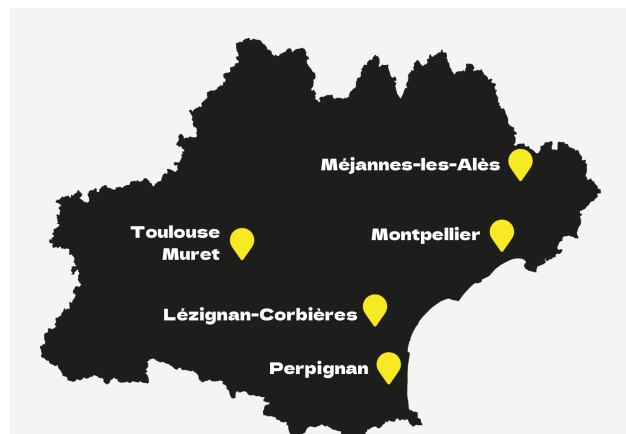 Méjannes-les-Alès
Toulouse
Muret
Montpellier
Lézignan-Corbières
Perpignan